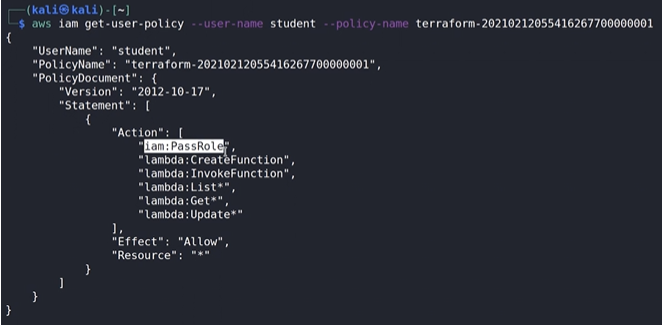 (kali㉿kali)-[~]
$ aws iam get-user-policy --user-name student --policy-name terraform-20210212055416267700000001
{
    "UserName": "student",
    "PolicyName": "terraform-20210212055416267700000001",
    "PolicyDocument": {
        "Version": "2012-10-17",
        "Statement": [
            {
                "Action": [
                    "iam:PassRole",
                    "lambda:CreateFunction",
                    "lambda:InvokeFunction",
                    "lambda:List*",
                    "lambda:Get*",
                    "lambda:Update*"
                ],
                "Effect": "Allow",
                "Resource": "*"
            }
        ]
    }
}